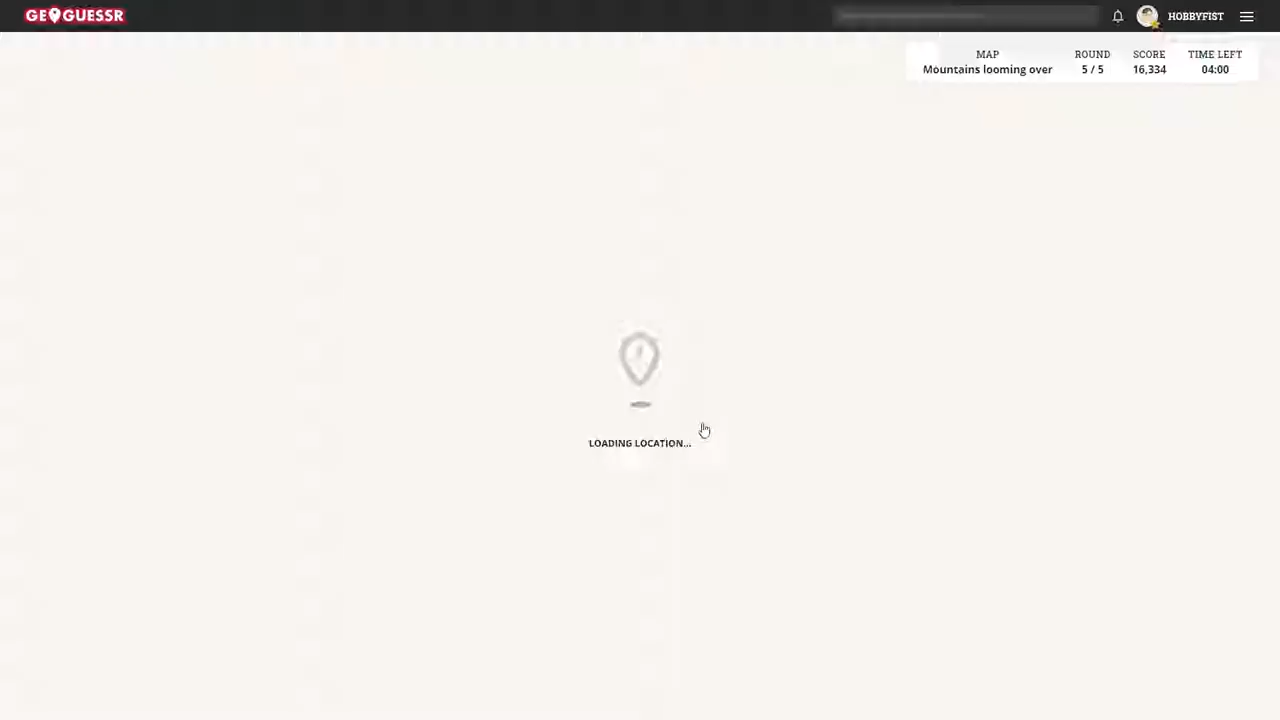 GEOGUESSR
HOBBYFIST
MAP ROUND SCORE TIME LEFT
Mountains looming over 5 / 5 16,334 04:00
LOADING LOCATION...